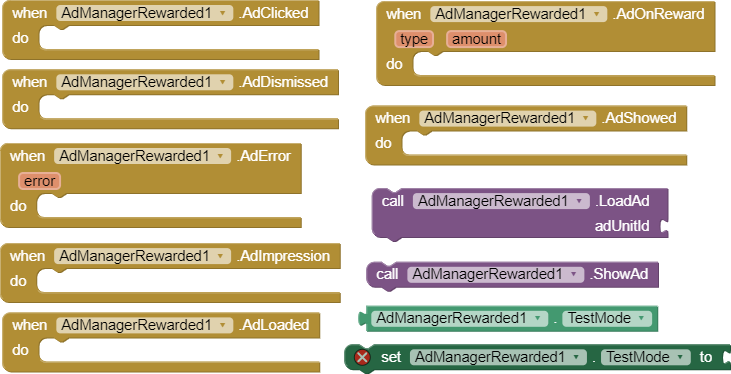 when AdManagerRewarded1 .AdClicked
do
when AdManagerRewarded1 .AdDismissed
do
when AdManagerRewarded1 .AdError
error
do
when AdManagerRewarded1 .AdImpression
do
when AdManagerRewarded1 .AdLoaded
do
when AdManagerRewarded1 .AdOnReward
type amount
do
when AdManagerRewarded1 .AdShowed
do
call AdManagerRewarded1 .LoadAd
adUnitId
call AdManagerRewarded1 .ShowAd
AdManagerRewarded1 . TestMode
set AdManagerRewarded1 . TestMode to